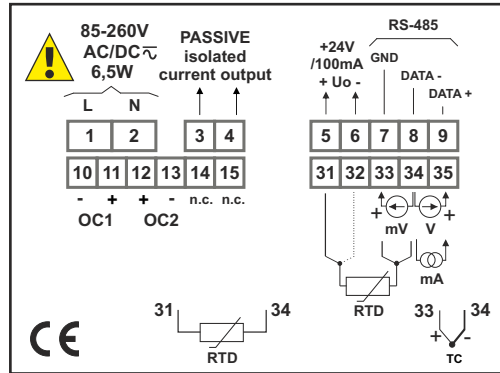 85-260V
AC/DC
6,5W
L N
PASSIVE
isolated
current output
+24V
/100mA
+ Uo -
RS-485
GND
DATA -
DATA +
1 2 3 4 5 6 7 8 9
10 11 12 13 14 15 31 32 33 34 35
- + + - n.c. n.c.
OC1 OC2
+ +
mV V
mA
RTD
31 34
RTD
33 34
+ -
TC
CE